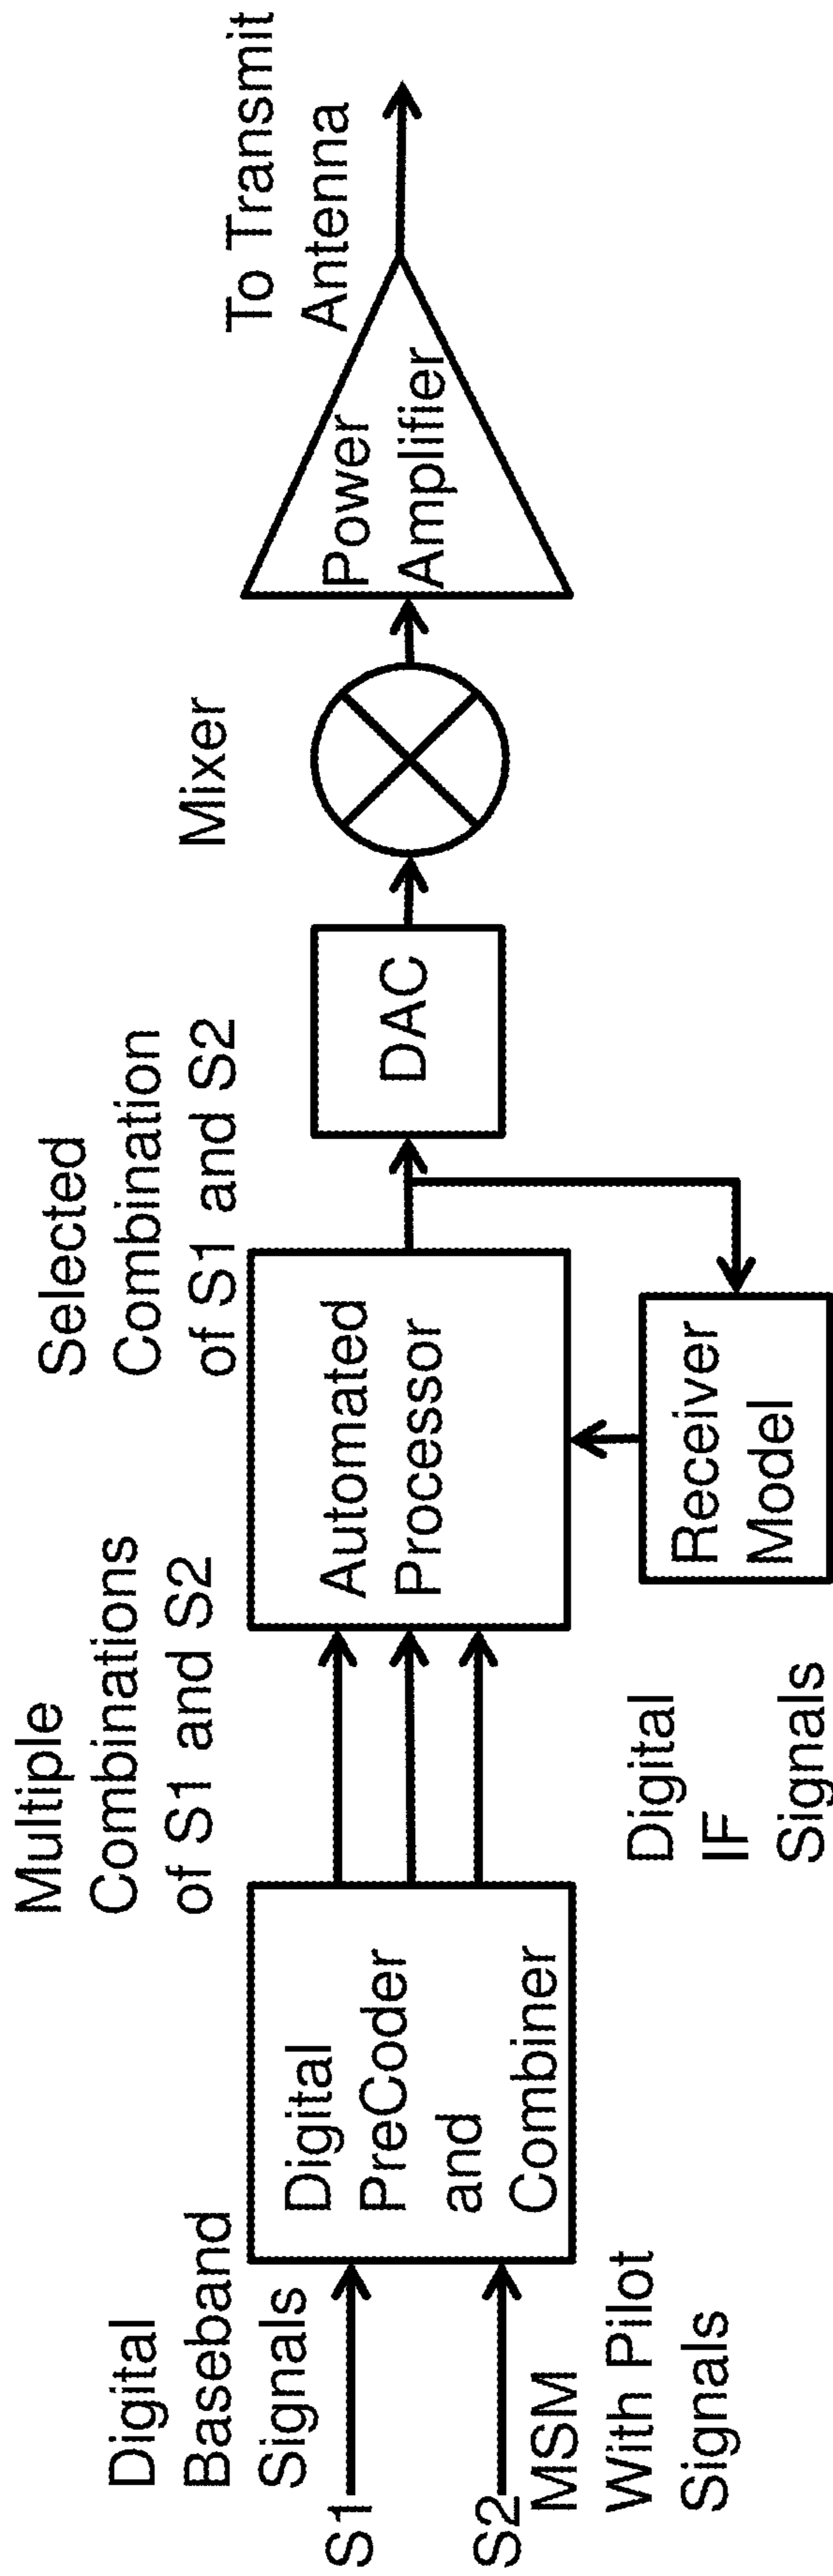 Digital
Baseband
Signals
S1
S2
MSM
With Pilot
Signals
Digital
PreCoder
and
Combiner
Multiple
Combinations
of S1 and S2
Automated
Processor
Digital
IF
Signals
Receiver
Model
Selected
Combination
of S1 and S2
DAC
Mixer
Power
Amplifier
To Transmit
Antenna